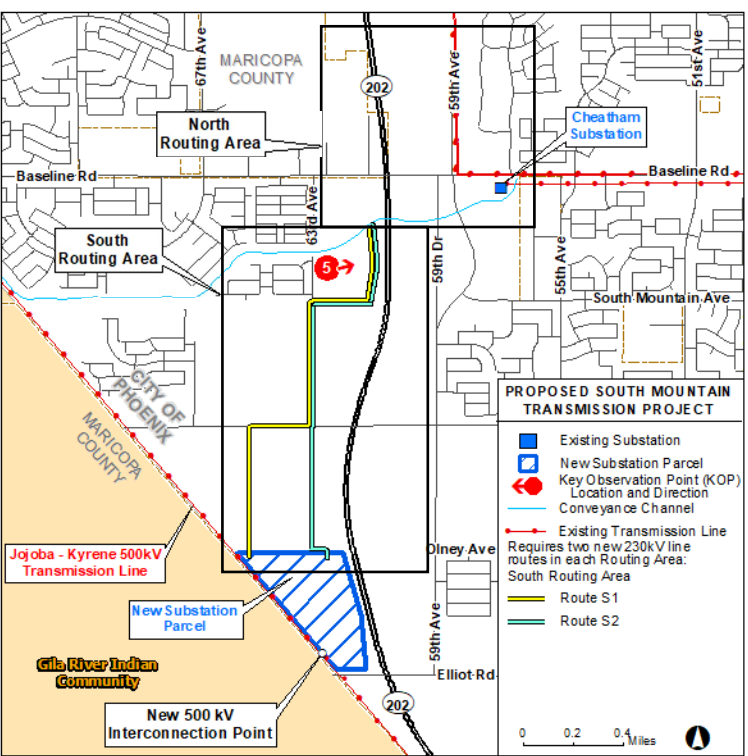 67th Ave
MARICOPA
COUNTY
202
59th Ave
51st Ave
North
Routing Area
Cheatham
Substation
Baseline Rd
Baseline Rd
63rd Ave
South
Routing Area
5
59th Dr
55th Ave
South Mountain Ave
CITY OF
PHOENIX
MARICOPA
COUNTY
PROPOSED SOUTH MOUNTAIN
TRANSMISSION PROJECT
Existing Substation
New Substation Parcel
Key Observation Point (KOP)
Location and Direction
Conveyance Channel
Existing Transmission Line
Requires two new 230kV line
routes in each Routing Area:
South Routing Area
Route S1
Route S2
Jojoba - Kyrene 500kV
Transmission Line
Olney Ave
New Substation
Parcel
59th Ave
Gila River Indian
Community
Elliot Rd
New 500 kV
Interconnection Point
202
0 0.2 0.4
Miles